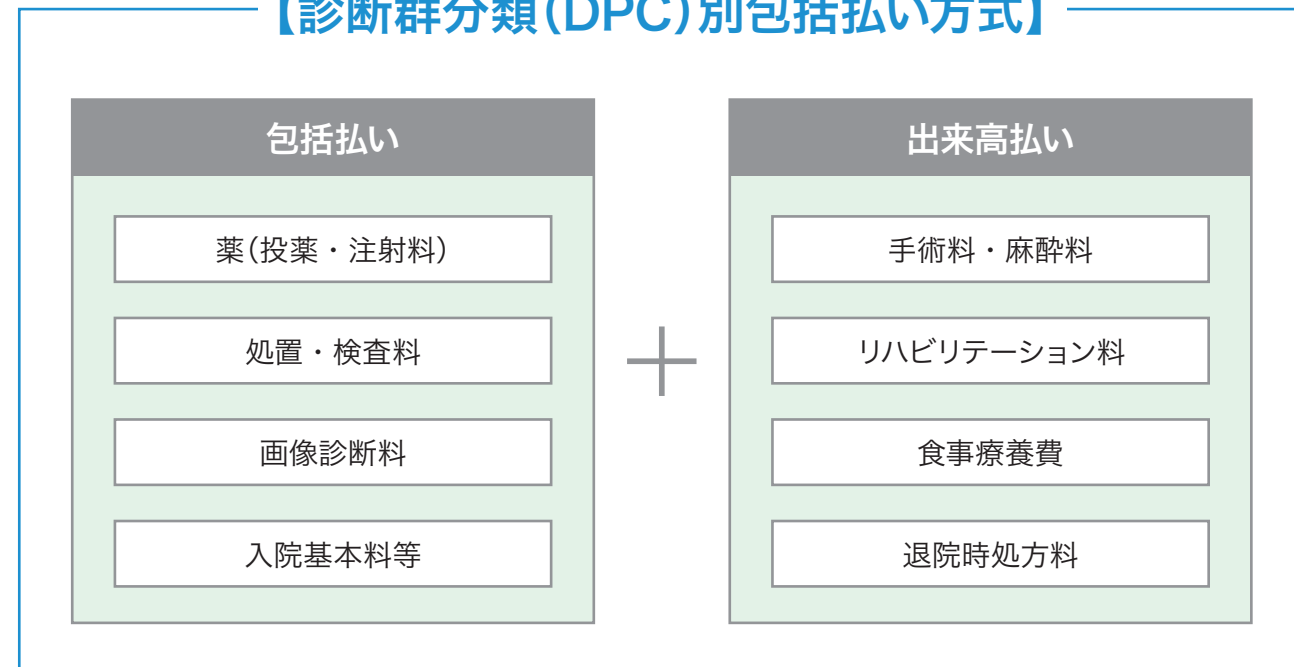 【診断群分類(DPC)別包括払い方式】
包括払い
薬(投薬・注射料)
処置・検査料
画像診断料
入院基本料等
+
出来高払い
手術料・麻酔料
リハビリテーション料
食事療養費
退院時処方料